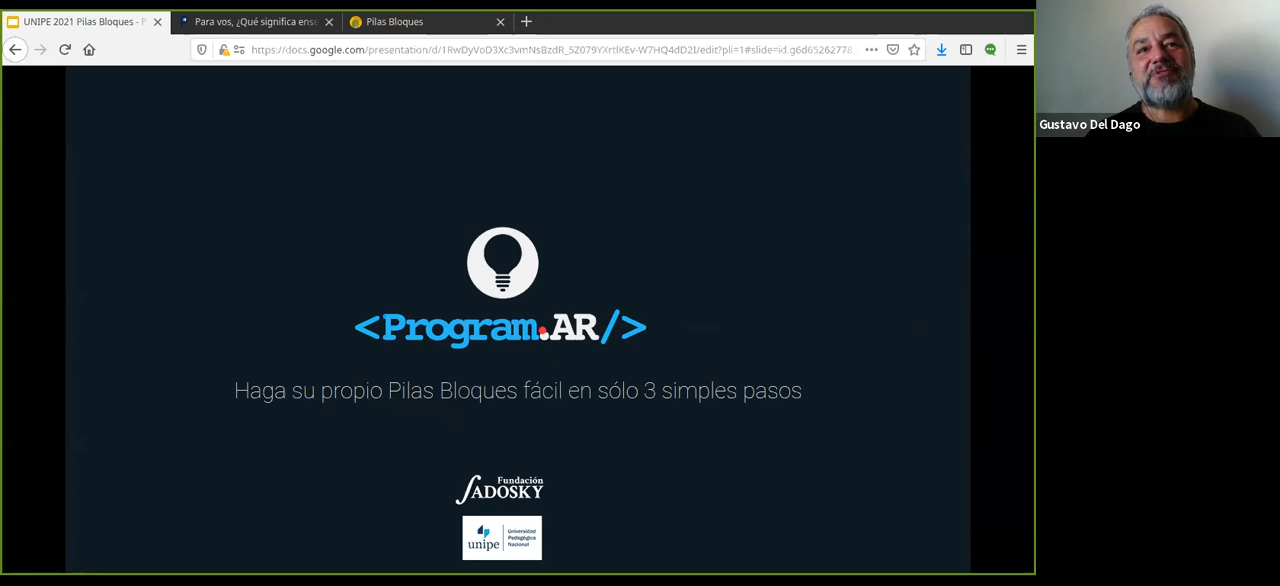 UNIPE 2021 Pilas Bloques - P
Para vos, ¿Qué significa ense
Pilas Bloques
https://docs.google.com/presentation/d/1RwDyVoD3Xc3vmNsBzdR_5Z079YXrtlKEv-W7HQ4dD2I/edit?pli=1#slide=id.g6d65262778
Gustavo Del Dago
<Program.AR/>
Haga su propio Pilas Bloques fácil en sólo 3 simples pasos
Fundación
SADOSKY
unipe
Universidad
Pedagógica
Nacional